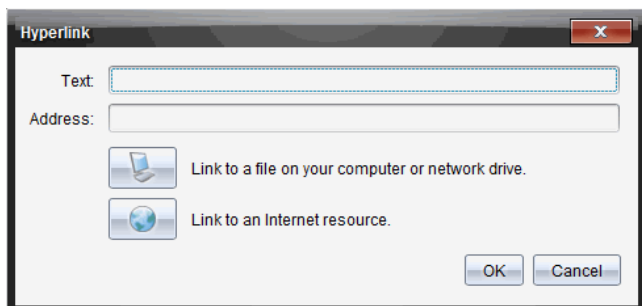 Hyperlink
Text:
Address:
Link to a file on your computer or network drive.
Link to an Internet resource.
OK Cancel